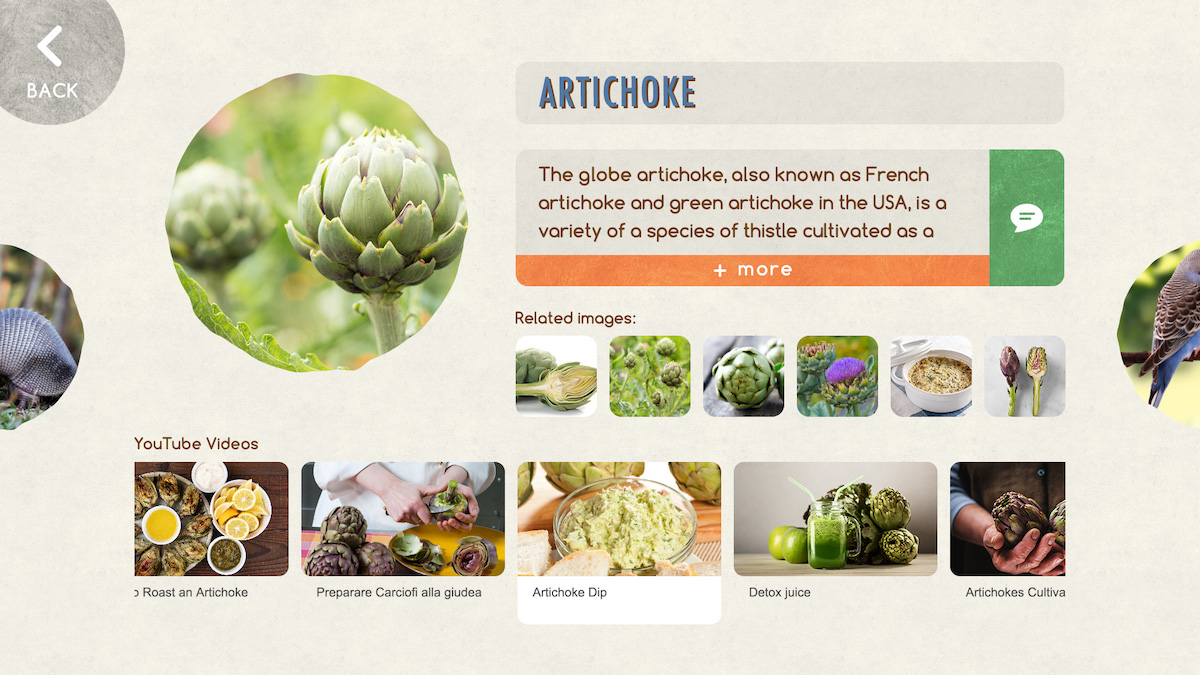 BACK
ARTICHOKE
The globe artichoke, also known as French
artichoke and green artichoke in the USA, is a
variety of a species of thistle cultivated as a
+ more
Related images:
YouTube Videos
Roast an Artichoke
Preparare Carciofi alla giudea
Artichoke Dip
Detox juice
Artichokes Cultiva